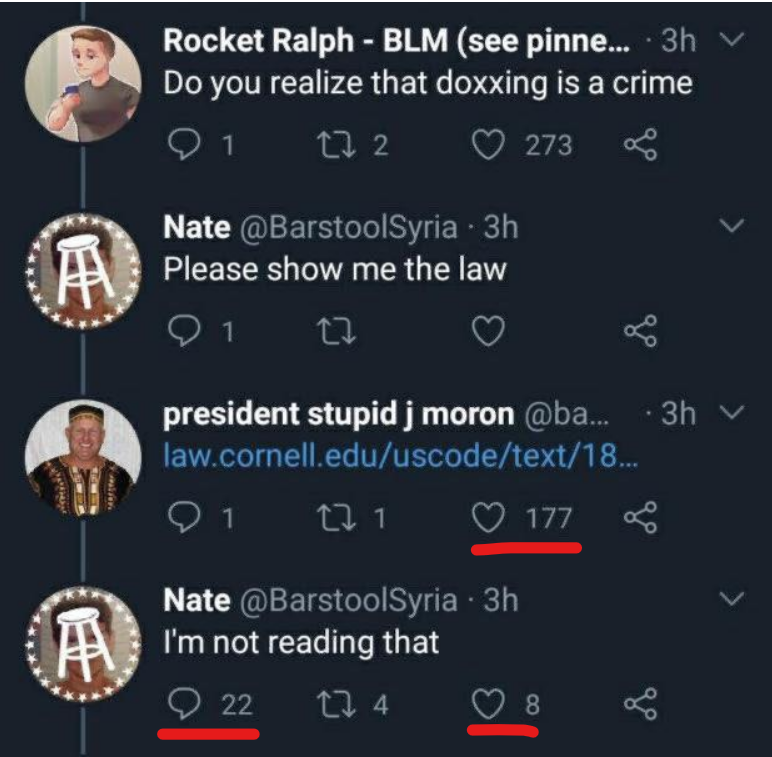 Rocket Ralph - BLM (see pinne... · 3h
Do you realize that doxxing is a crime
1 2 273
Nate @BarstoolSyria · 3h
Please show me the law
1
president stupid j moron @ba... · 3h
law.cornell.edu/uscode/text/18...
1 1 177
Nate @BarstoolSyria · 3h
I'm not reading that
22 4 8